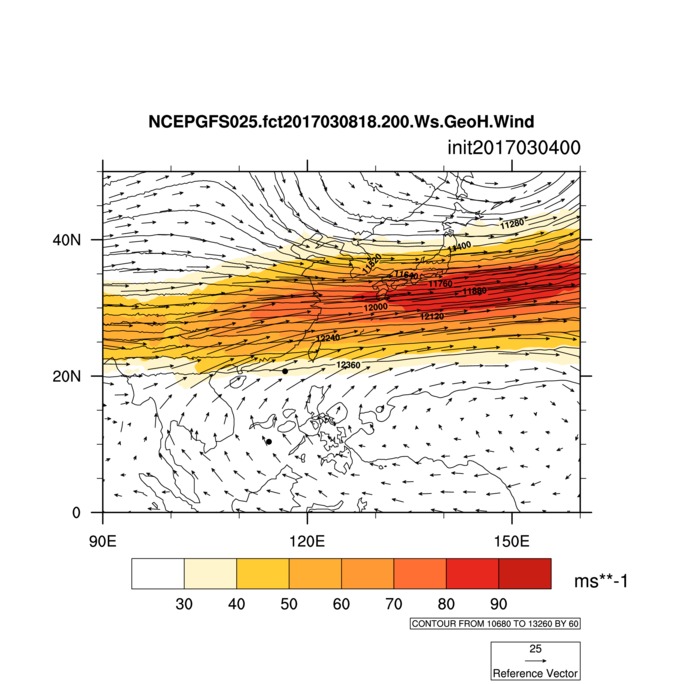 NCEPGFS025.fct2017030818.200.Ws.GeoH.Wind
init2017030400
11280
40N
11400
11520
11640
11760
11880
12000
12120
12240
12360
20N
0
90E 120E 150E
ms**-1
30 40 50 60 70 80 90
CONTOUR FROM 10680 TO 13260 BY 60
25
Reference Vector